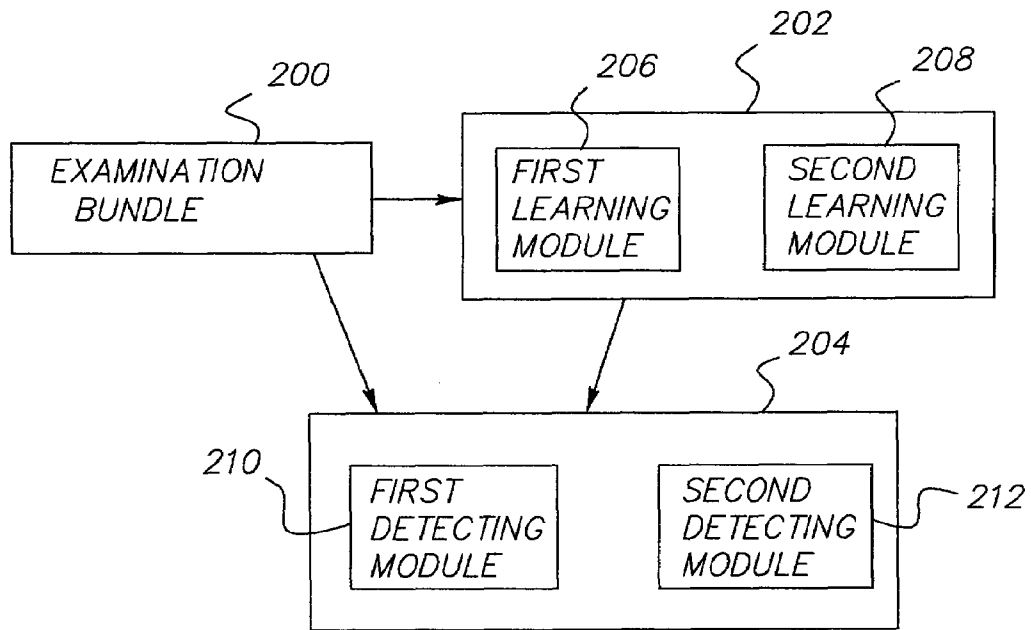 202
206
208
200
EXAMINATION
BUNDLE
FIRST
LEARNING
MODULE
SECOND
LEARNING
MODULE
204
210
FIRST
DETECTING
MODULE
SECOND
DETECTING
MODULE
212